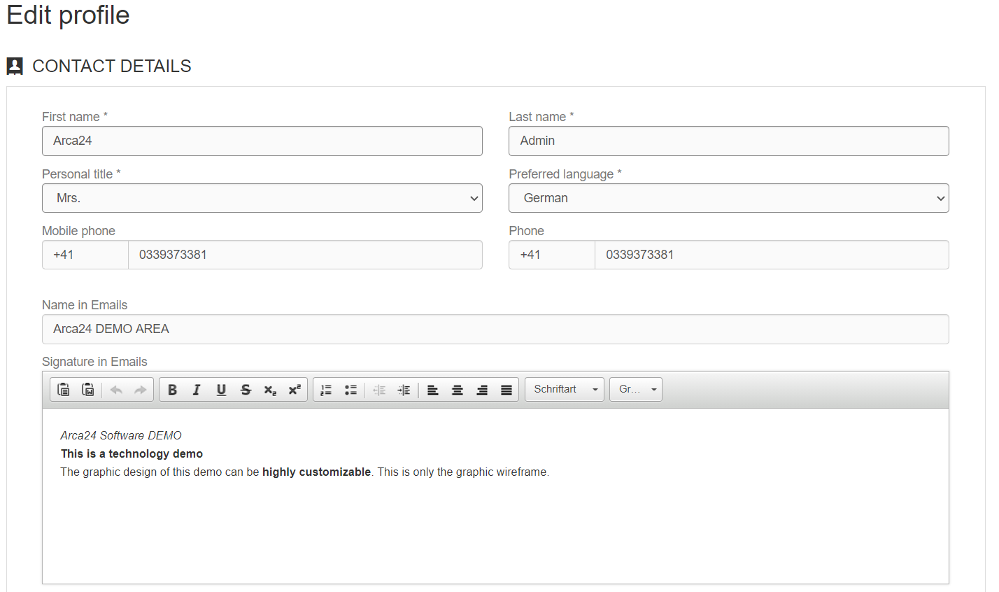 Edit profile
CONTACT DETAILS
First name *
Last name *
Arca24
Admin
Personal title *
Preferred language *
Mrs.
German
Mobile phone
Phone
+41
0339373381
+41
0339373381
Name in Emails
Arca24 DEMO AREA
Signature in Emails
B I U S x₂ x²
Schriftart
Gr...
Arca24 Software DEMO
This is a technology demo
The graphic design of this demo can be highly customizable. This is only the graphic wireframe.